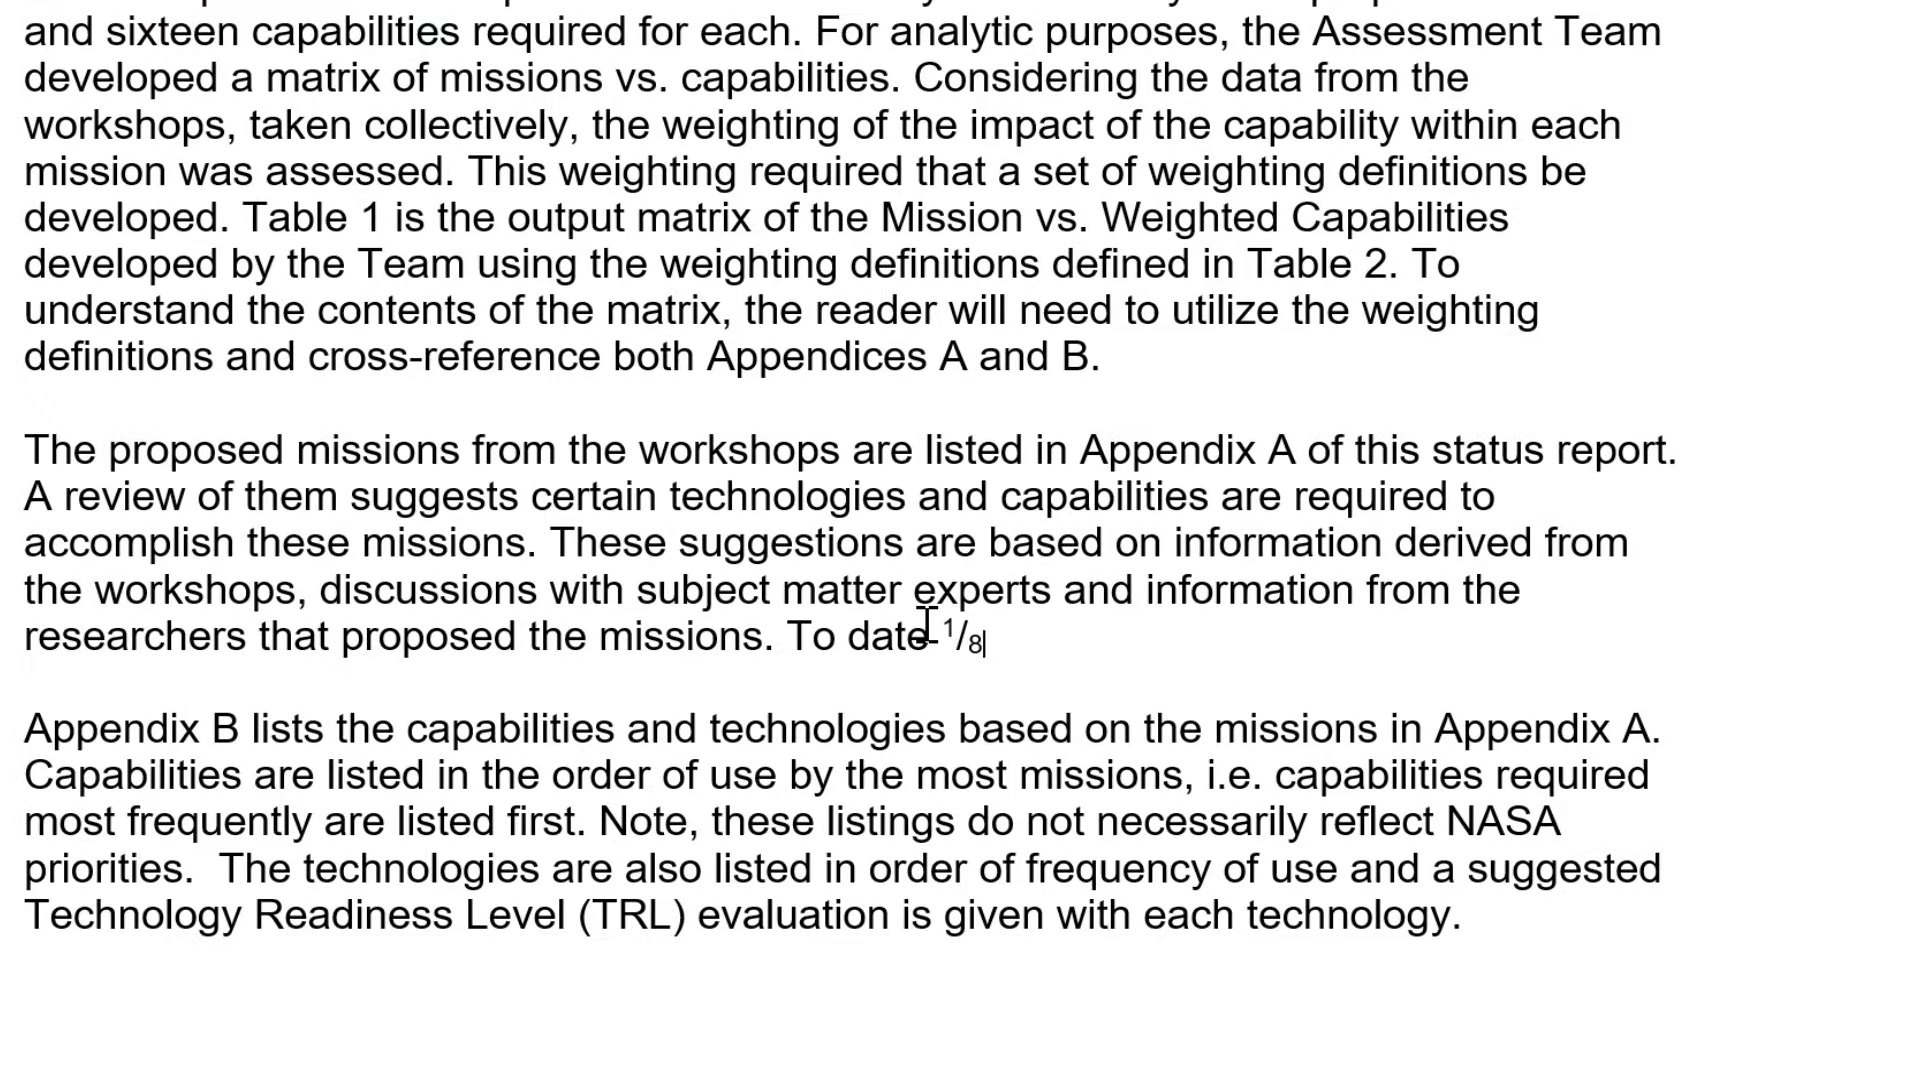 and sixteen capabilities required for each. For analytic purposes, the Assessment Team
developed a matrix of missions vs. capabilities. Considering the data from the
workshops, taken collectively, the weighting of the impact of the capability within each
mission was assessed. This weighting required that a set of weighting definitions be
developed. Table 1 is the output matrix of the Mission vs. Weighted Capabilities
developed by the Team using the weighting definitions defined in Table 2. To
understand the contents of the matrix, the reader will need to utilize the weighting
definitions and cross-reference both Appendices A and B.
The proposed missions from the workshops are listed in Appendix A of this status report.
A review of them suggests certain technologies and capabilities are required to
accomplish these missions. These suggestions are based on information derived from
the workshops, discussions with subject matter experts and information from the
researchers that proposed the missions. To date-¹/₈
Appendix B lists the capabilities and technologies based on the missions in Appendix A.
Capabilities are listed in the order of use by the most missions, i.e. capabilities required
most frequently are listed first. Note, these listings do not necessarily reflect NASA
priorities.  The technologies are also listed in order of frequency of use and a suggested
Technology Readiness Level (TRL) evaluation is given with each technology.